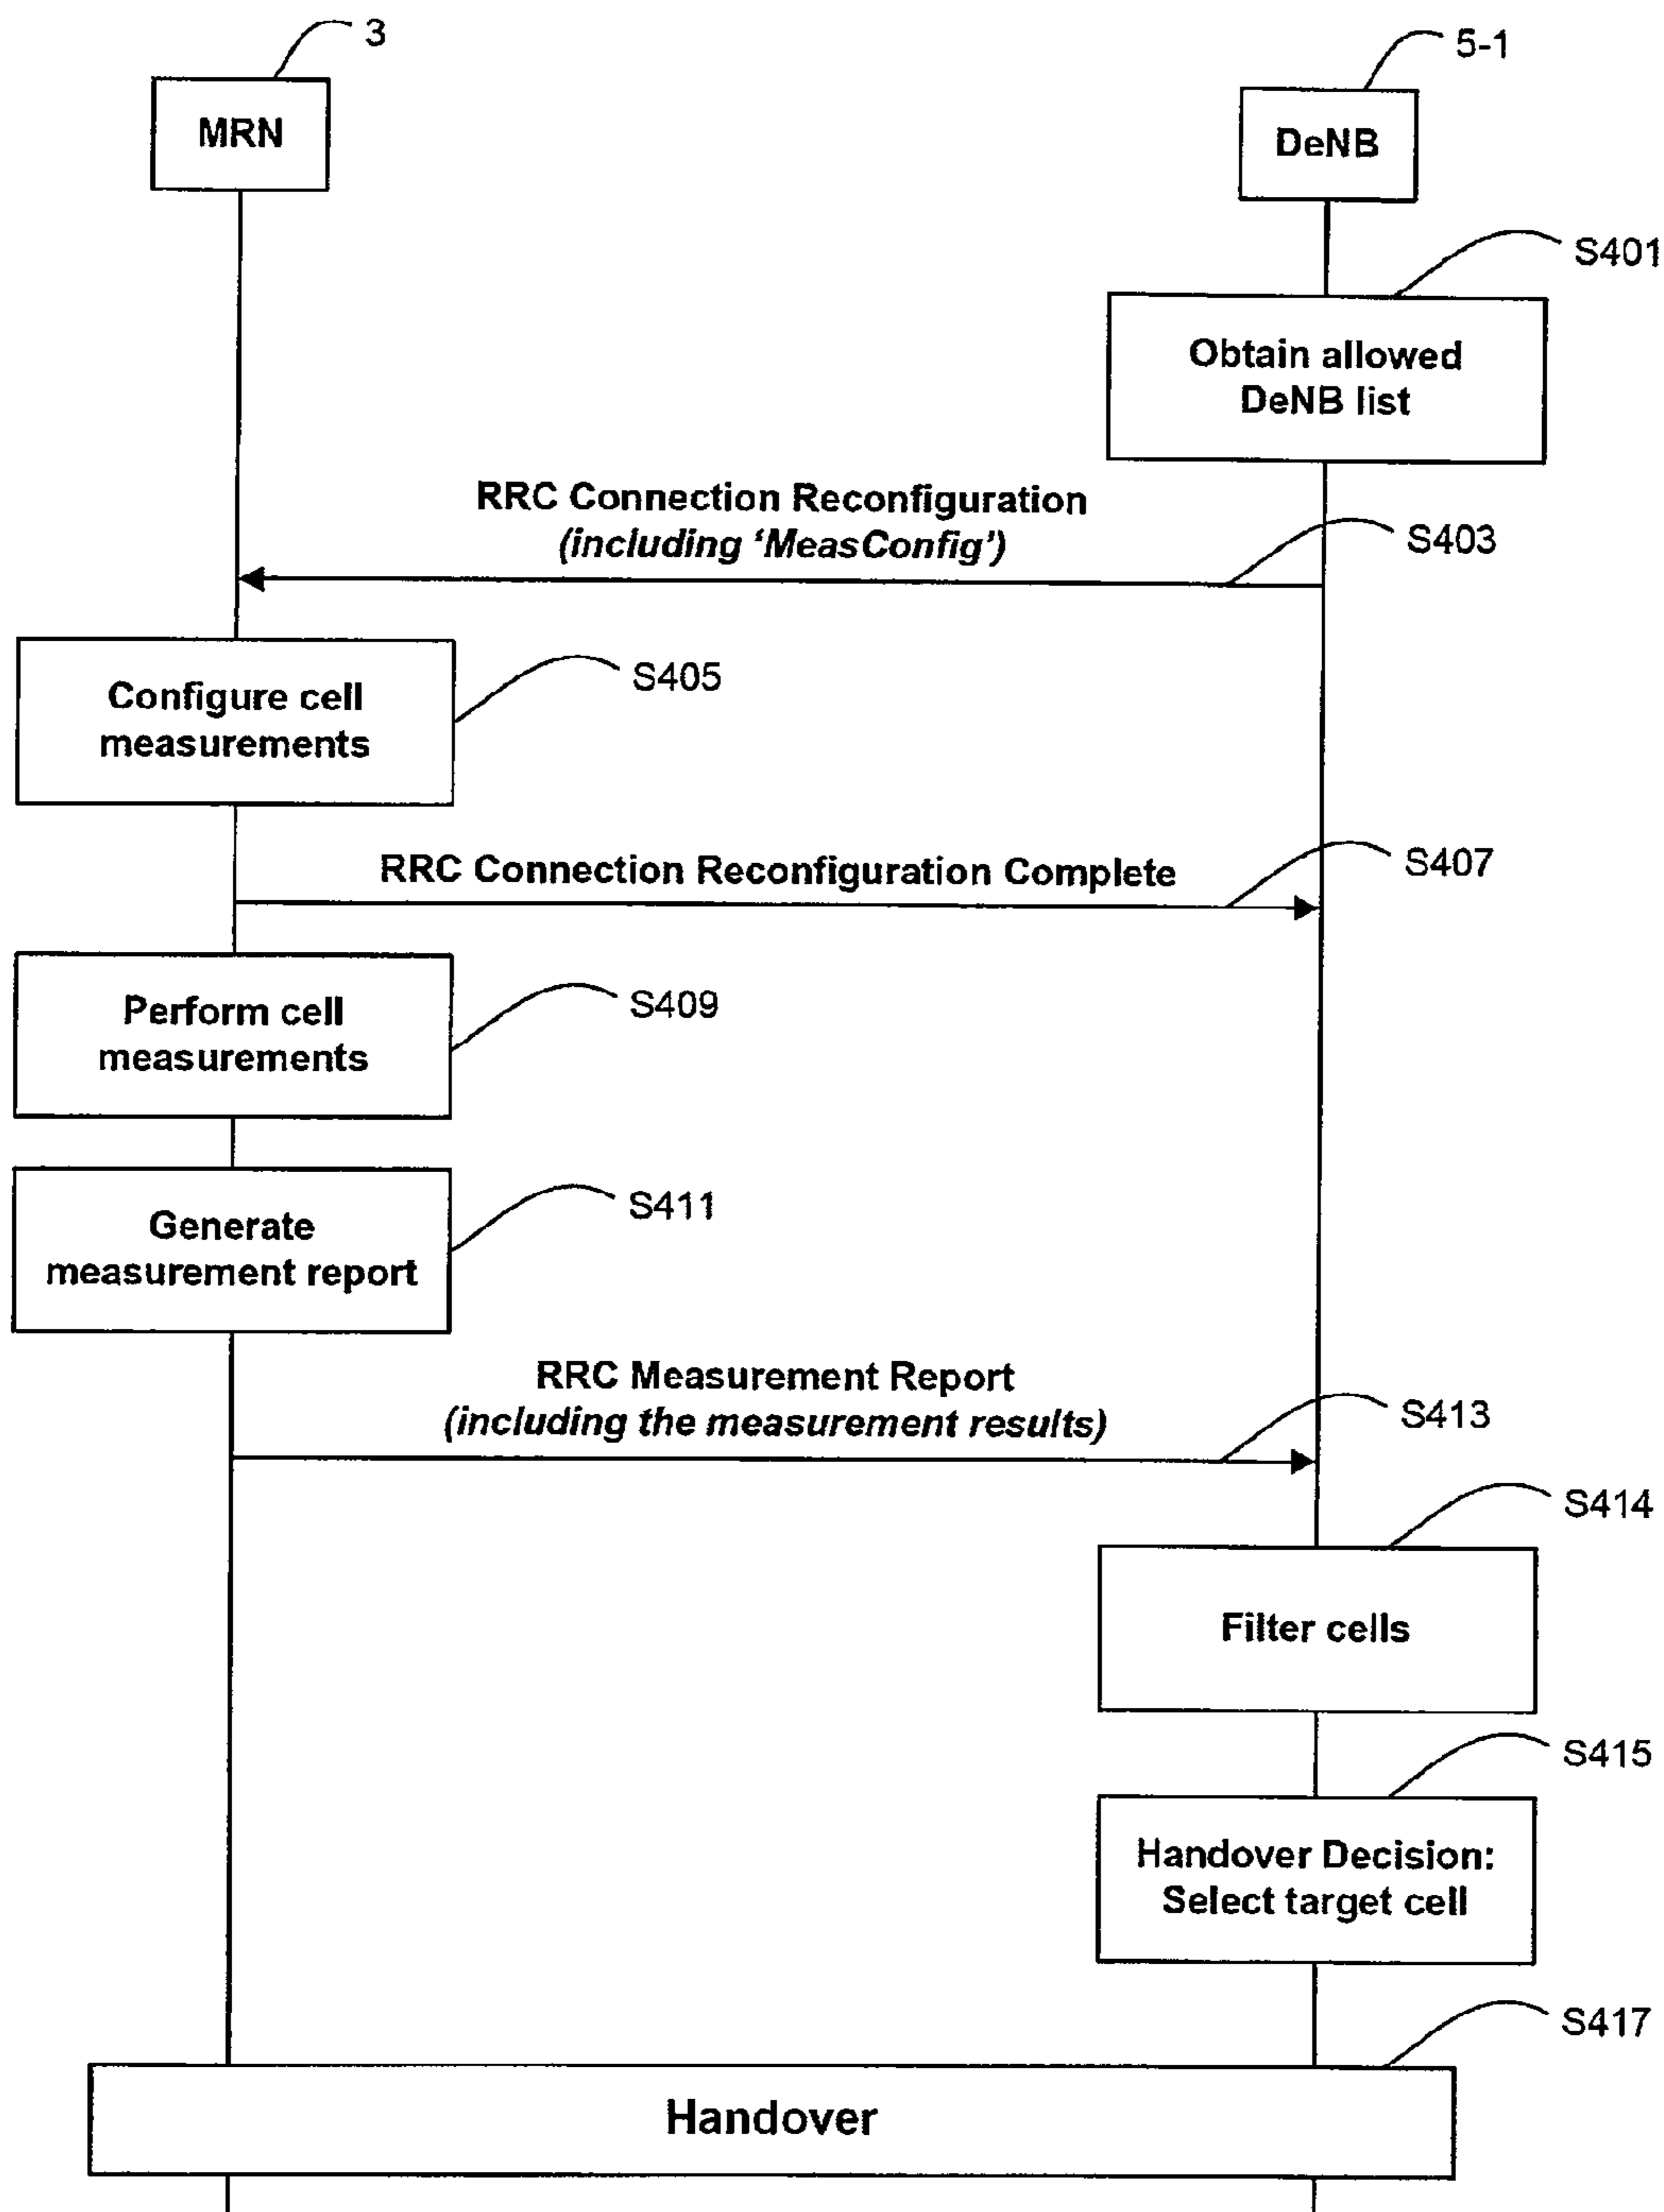 3
MRN
5-1
DeNB
S401
Obtain allowed
DeNB list
RRC Connection Reconfiguration
(including ‘MeasConfig’)
S403
Configure cell
measurements
S405
RRC Connection Reconfiguration Complete
S407
Perform cell
measurements
S409
Generate
measurement report
S411
RRC Measurement Report
(including the measurement results)
S413
S414
Filter cells
S415
Handover Decision:
Select target cell
S417
Handover